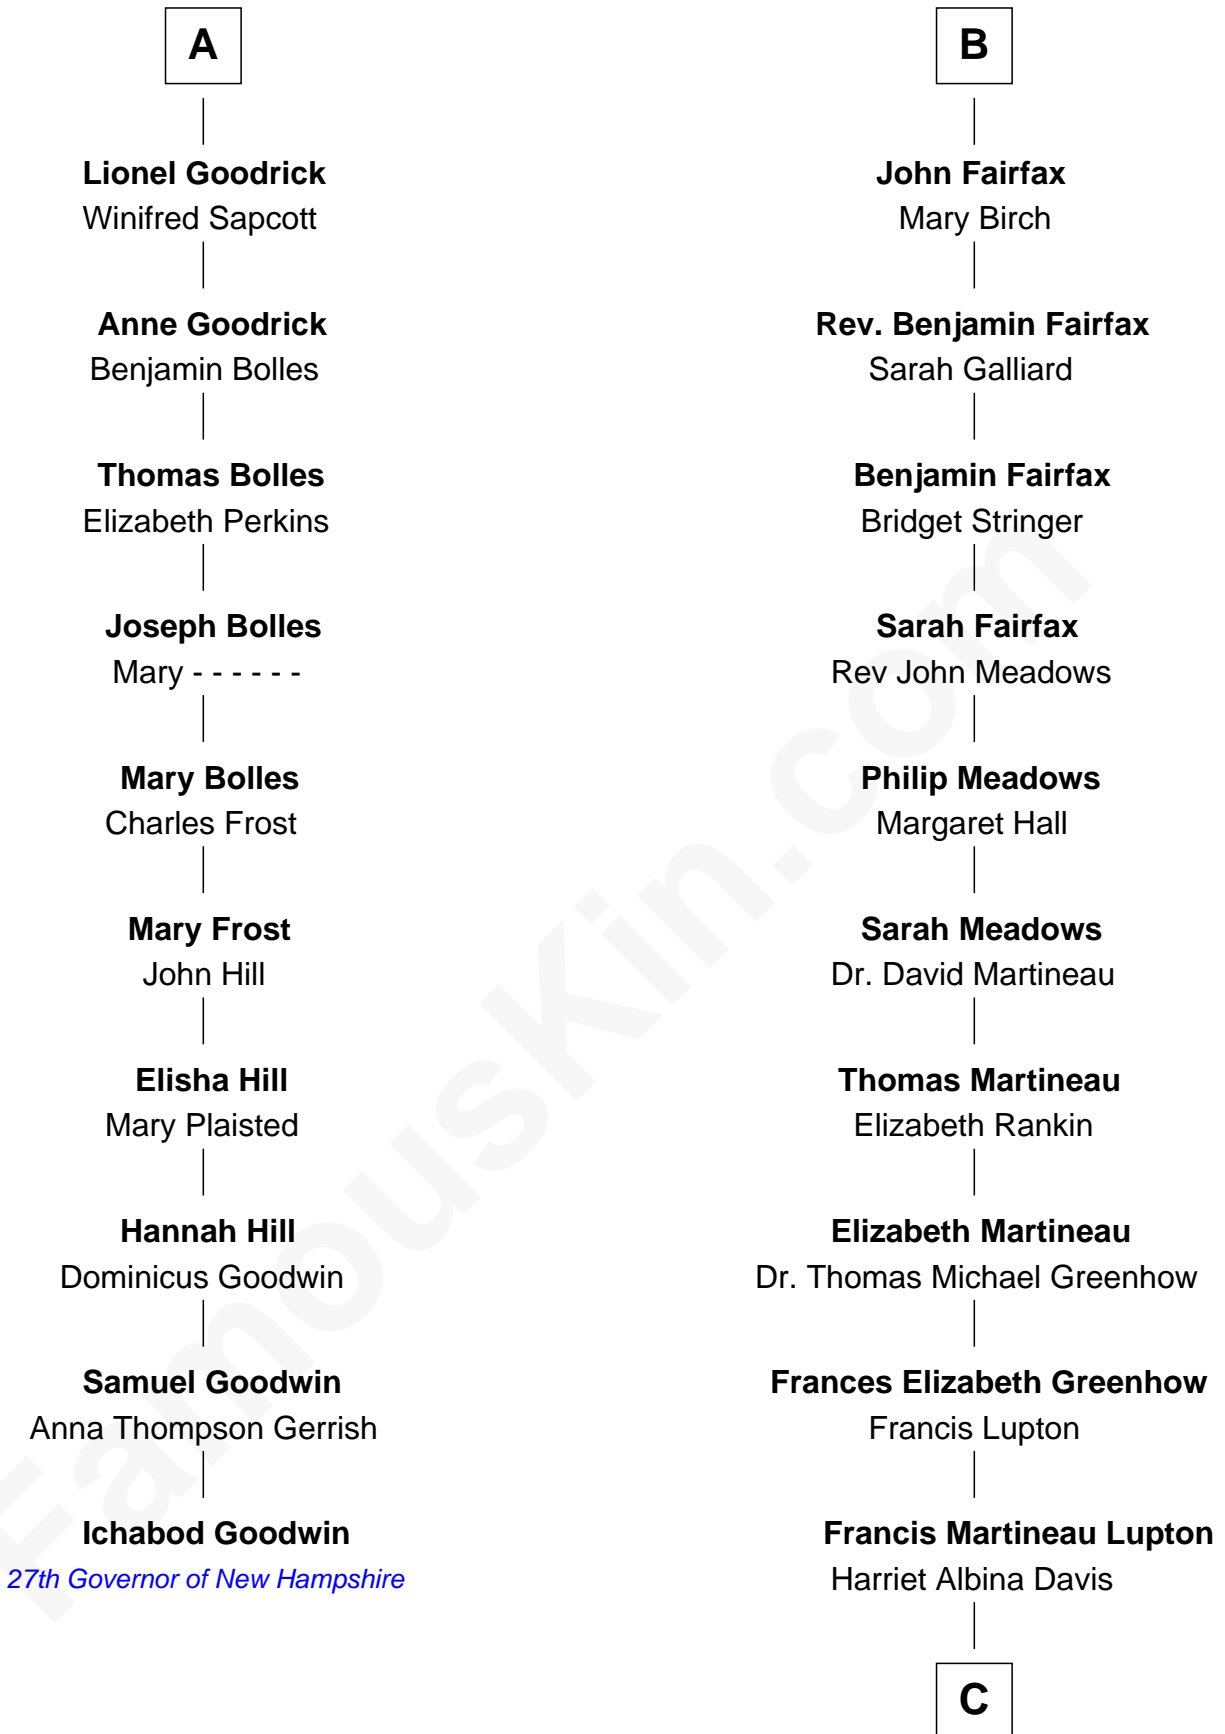 A
Lionel Goodrick
Winifred Sapcott
Anne Goodrick
Benjamin Bolles
Thomas Bolles
Elizabeth Perkins
Joseph Bolles
Mary - - - - - -
Mary Bolles
Charles Frost
Mary Frost
John Hill
Elisha Hill
Mary Plaisted
Hannah Hill
Dominicus Goodwin
Samuel Goodwin
Anna Thompson Gerrish
Ichabod Goodwin
27th Governor of New Hampshire
B
John Fairfax
Mary Birch
Rev. Benjamin Fairfax
Sarah Galliard
Benjamin Fairfax
Bridget Stringer
Sarah Fairfax
Rev John Meadows
Philip Meadows
Margaret Hall
Sarah Meadows
Dr. David Martineau
Thomas Martineau
Elizabeth Rankin
Elizabeth Martineau
Dr. Thomas Michael Greenhow
Frances Elizabeth Greenhow
Francis Lupton
Francis Martineau Lupton
Harriet Albina Davis
C
FamousKin.com